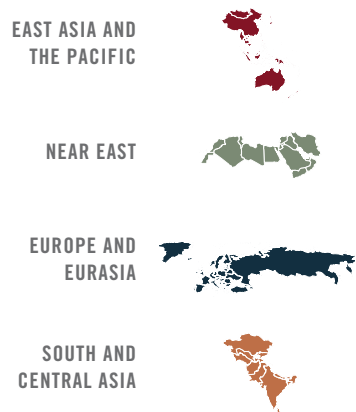 EAST ASIA AND
THE PACIFIC
NEAR EAST
EUROPE AND
EURASIA
SOUTH AND
CENTRAL ASIA